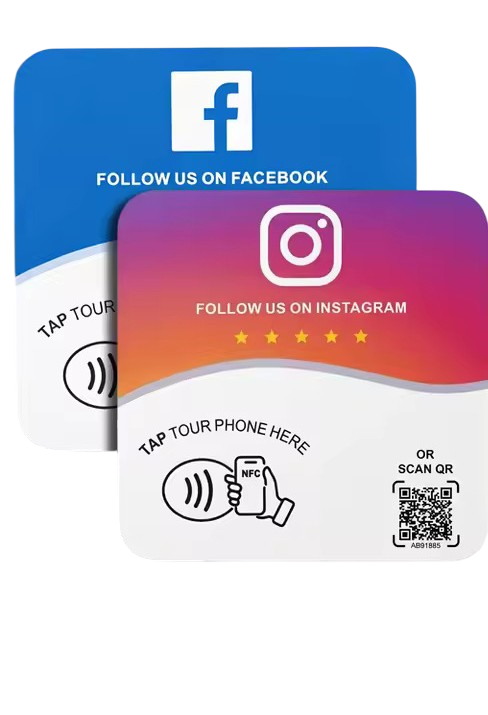 FOLLOW US ON FACEBOOK
TAP TOUR
FOLLOW US ON INSTAGRAM
TAP TOUR PHONE HERE
NFC
OR
SCAN QR
AB91885